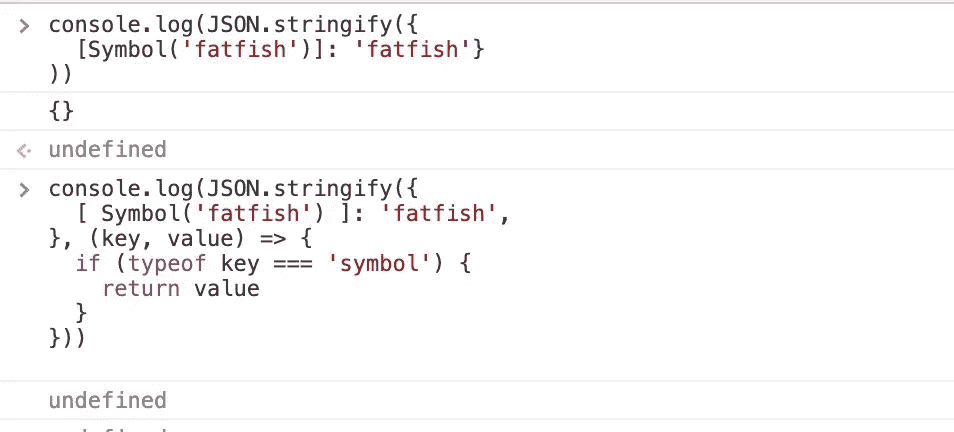 > console.log(JSON.stringify({
[Symbol('fatfish')]: 'fatfish'}
))
{}
undefined
> console.log(JSON.stringify({
[ Symbol('fatfish') ]: 'fatfish',
}, (key, value) => {
if (typeof key === 'symbol') {
return value
}
}))
undefined